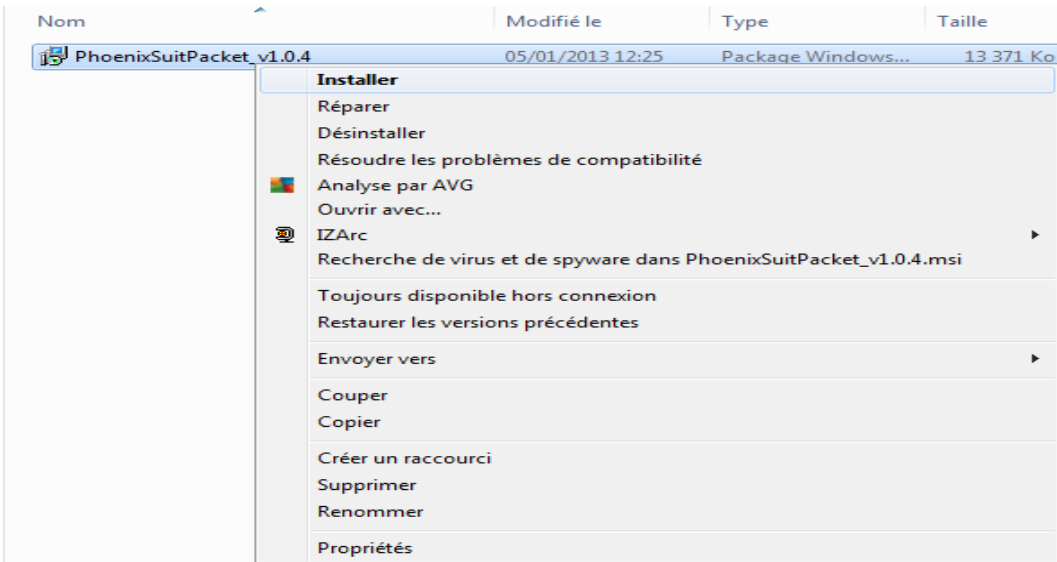 Nom Modifié le Type Taille
PhoenixSuitPacket_v1.0.4 05/01/2013 12:25 Package Windows... 13 371 Ko
Installer
Réparer
Désinstaller
Résoudre les problèmes de compatibilité
Analyse par AVG
Ouvrir avec...
IZArc
Recherche de virus et de spyware dans PhoenixSuitPacket_v1.0.4.msi
Toujours disponible hors connexion
Restaurer les versions précédentes
Envoyer vers
Couper
Copier
Créer un raccourci
Supprimer
Renommer
Propriétés